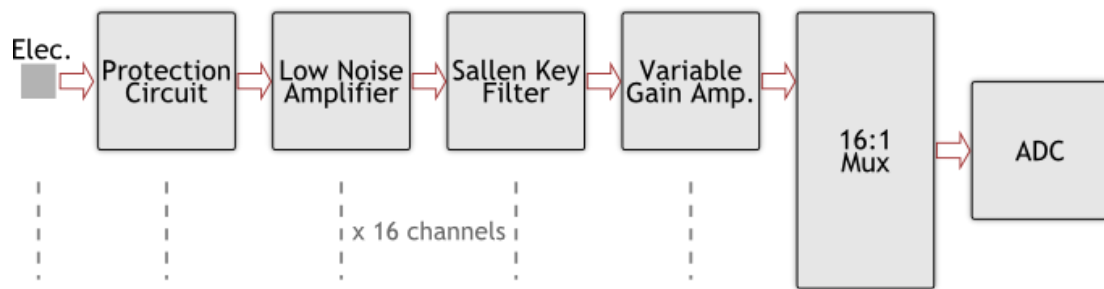 Elec.
Protection
Circuit
Low Noise
Amplifier
Sallen Key
Filter
Variable
Gain Amp.
16:1
Mux
ADC
x 16 channels